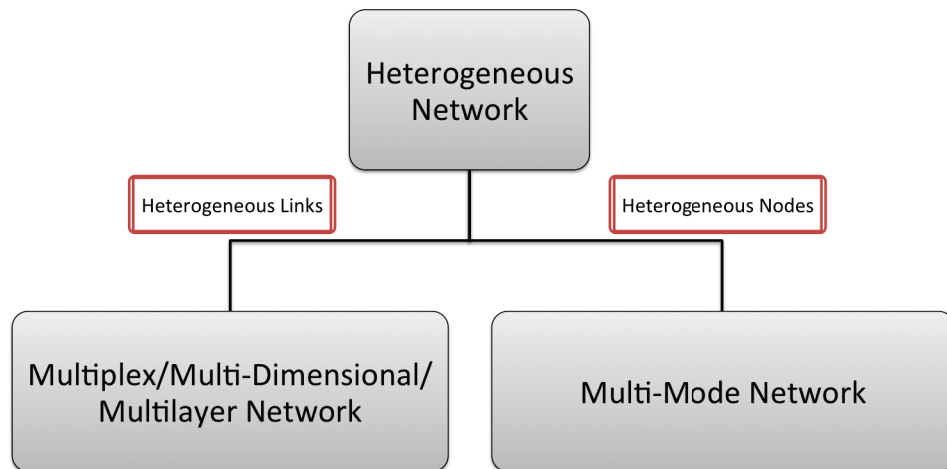 Heterogeneous
Network
Heterogeneous Links
Heterogeneous Nodes
Multiplex/Multi-Dimensional/
Multilayer Network
Multi-Mode Network